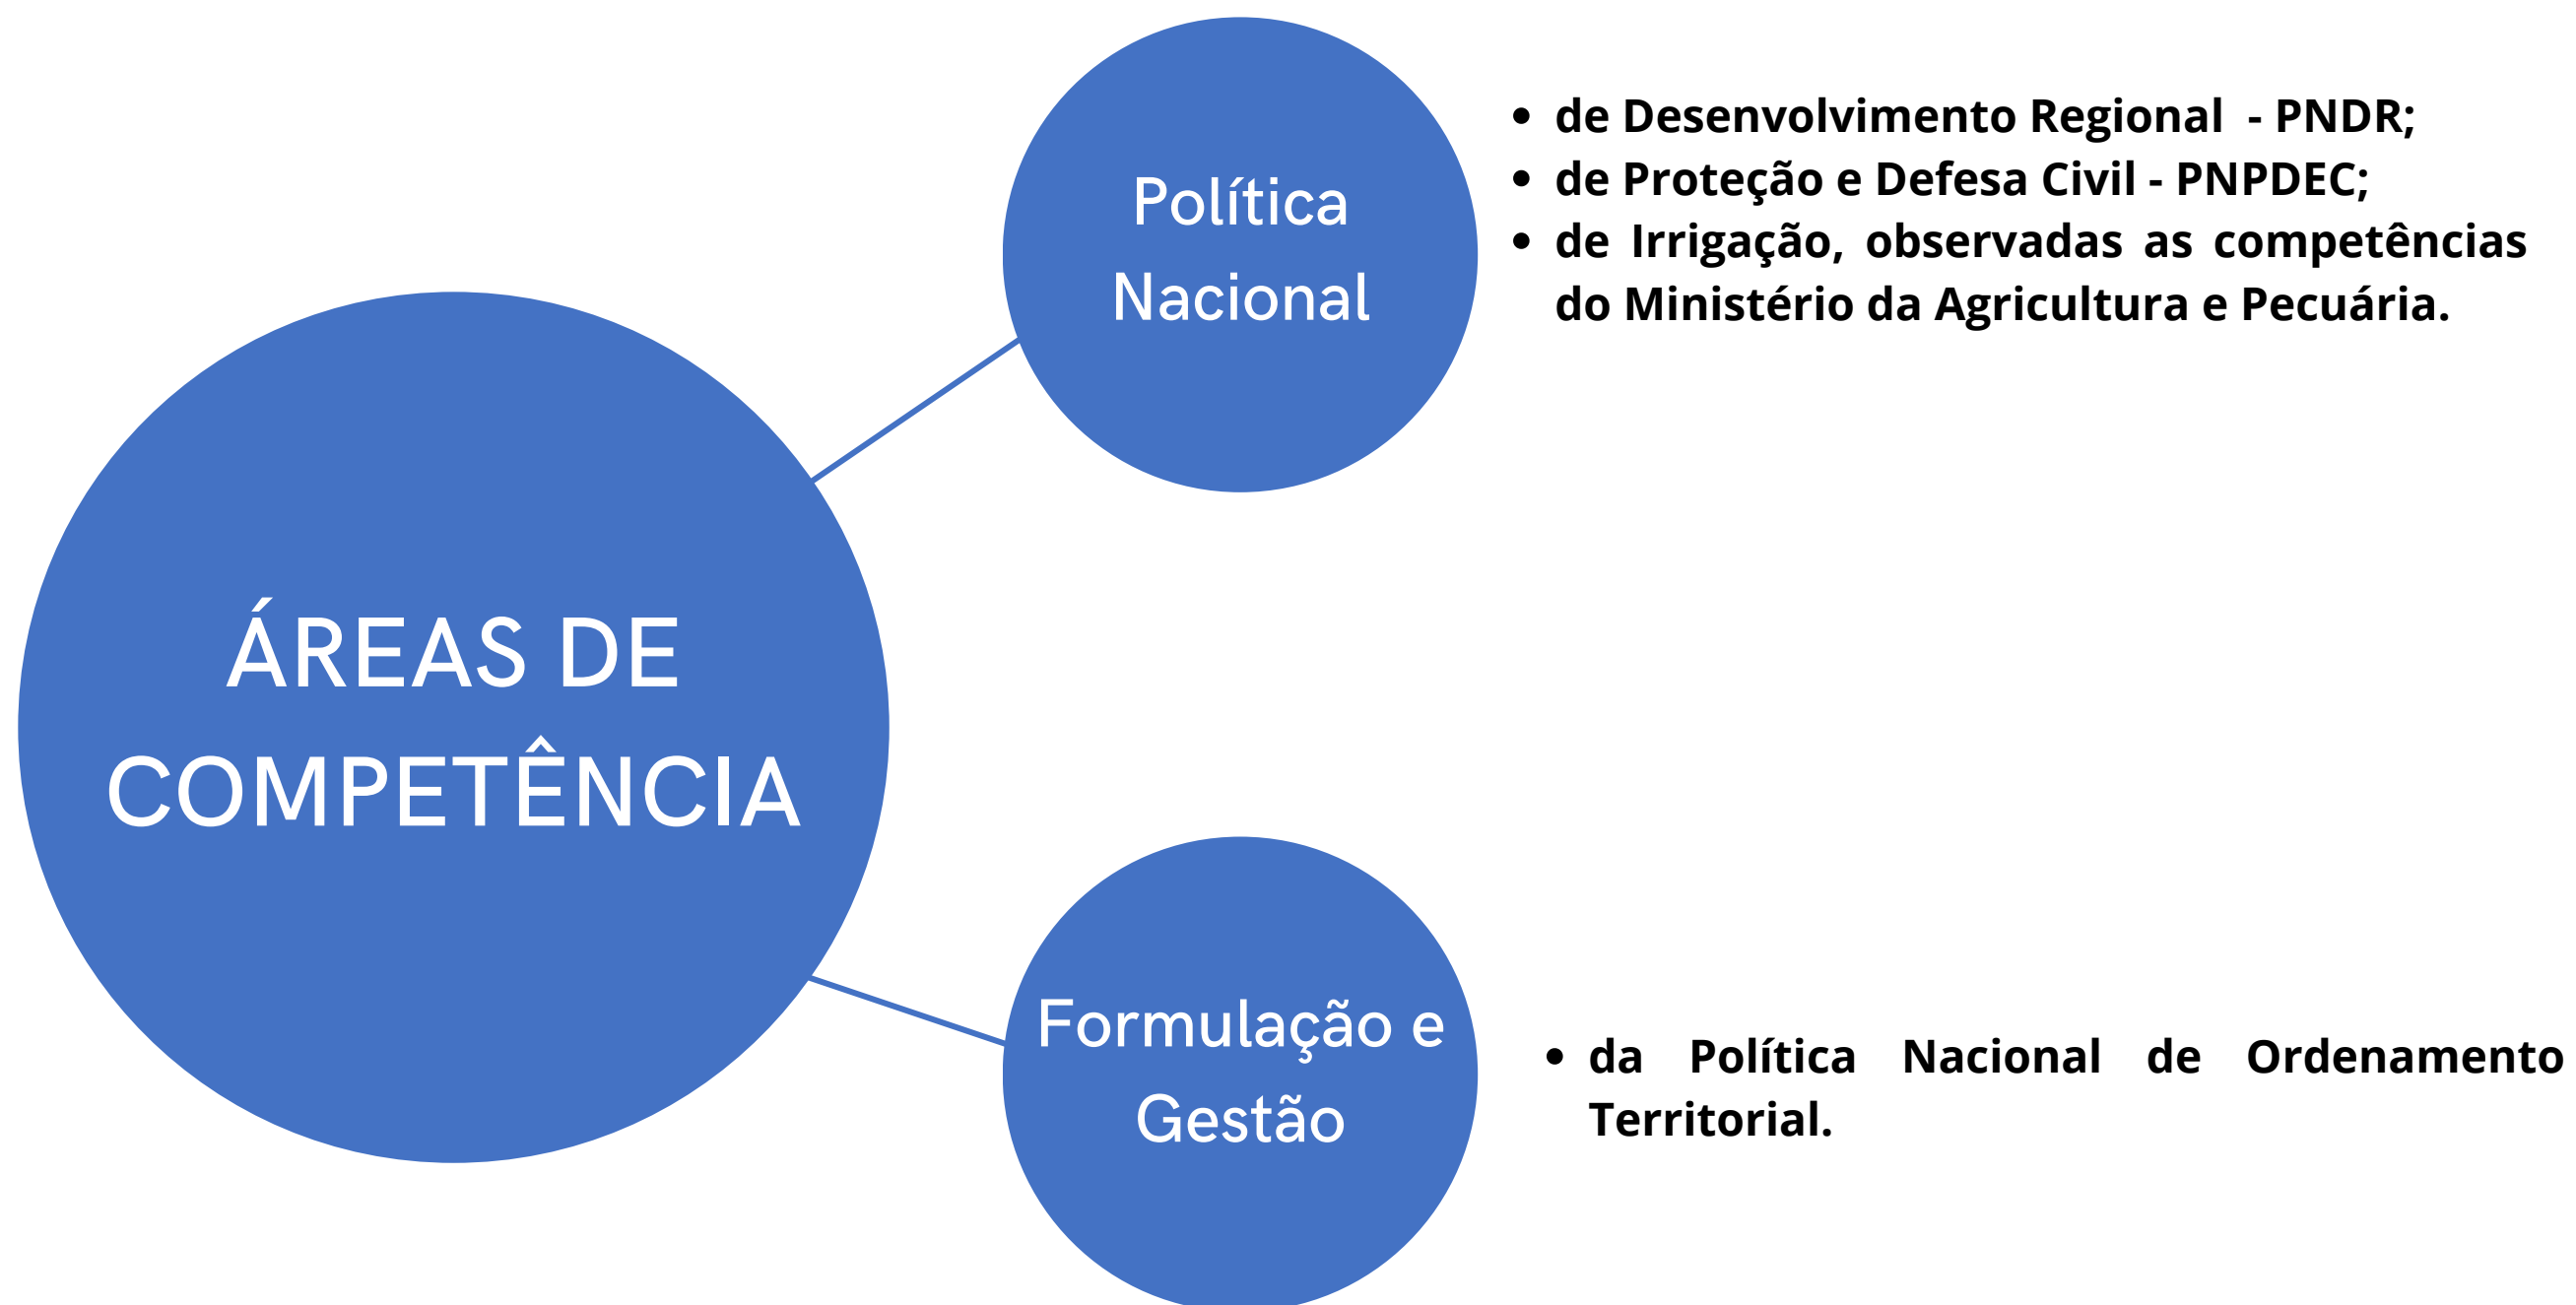 ÁREAS DE
COMPETÊNCIA
Política
Nacional
• de Desenvolvimento Regional - PNDR;
• de Proteção e Defesa Civil - PNPDEC;
• de Irrigação, observadas as competências
do Ministério da Agricultura e Pecuária.
Formulação e
Gestão
• da Política Nacional de Ordenamento
Territorial.